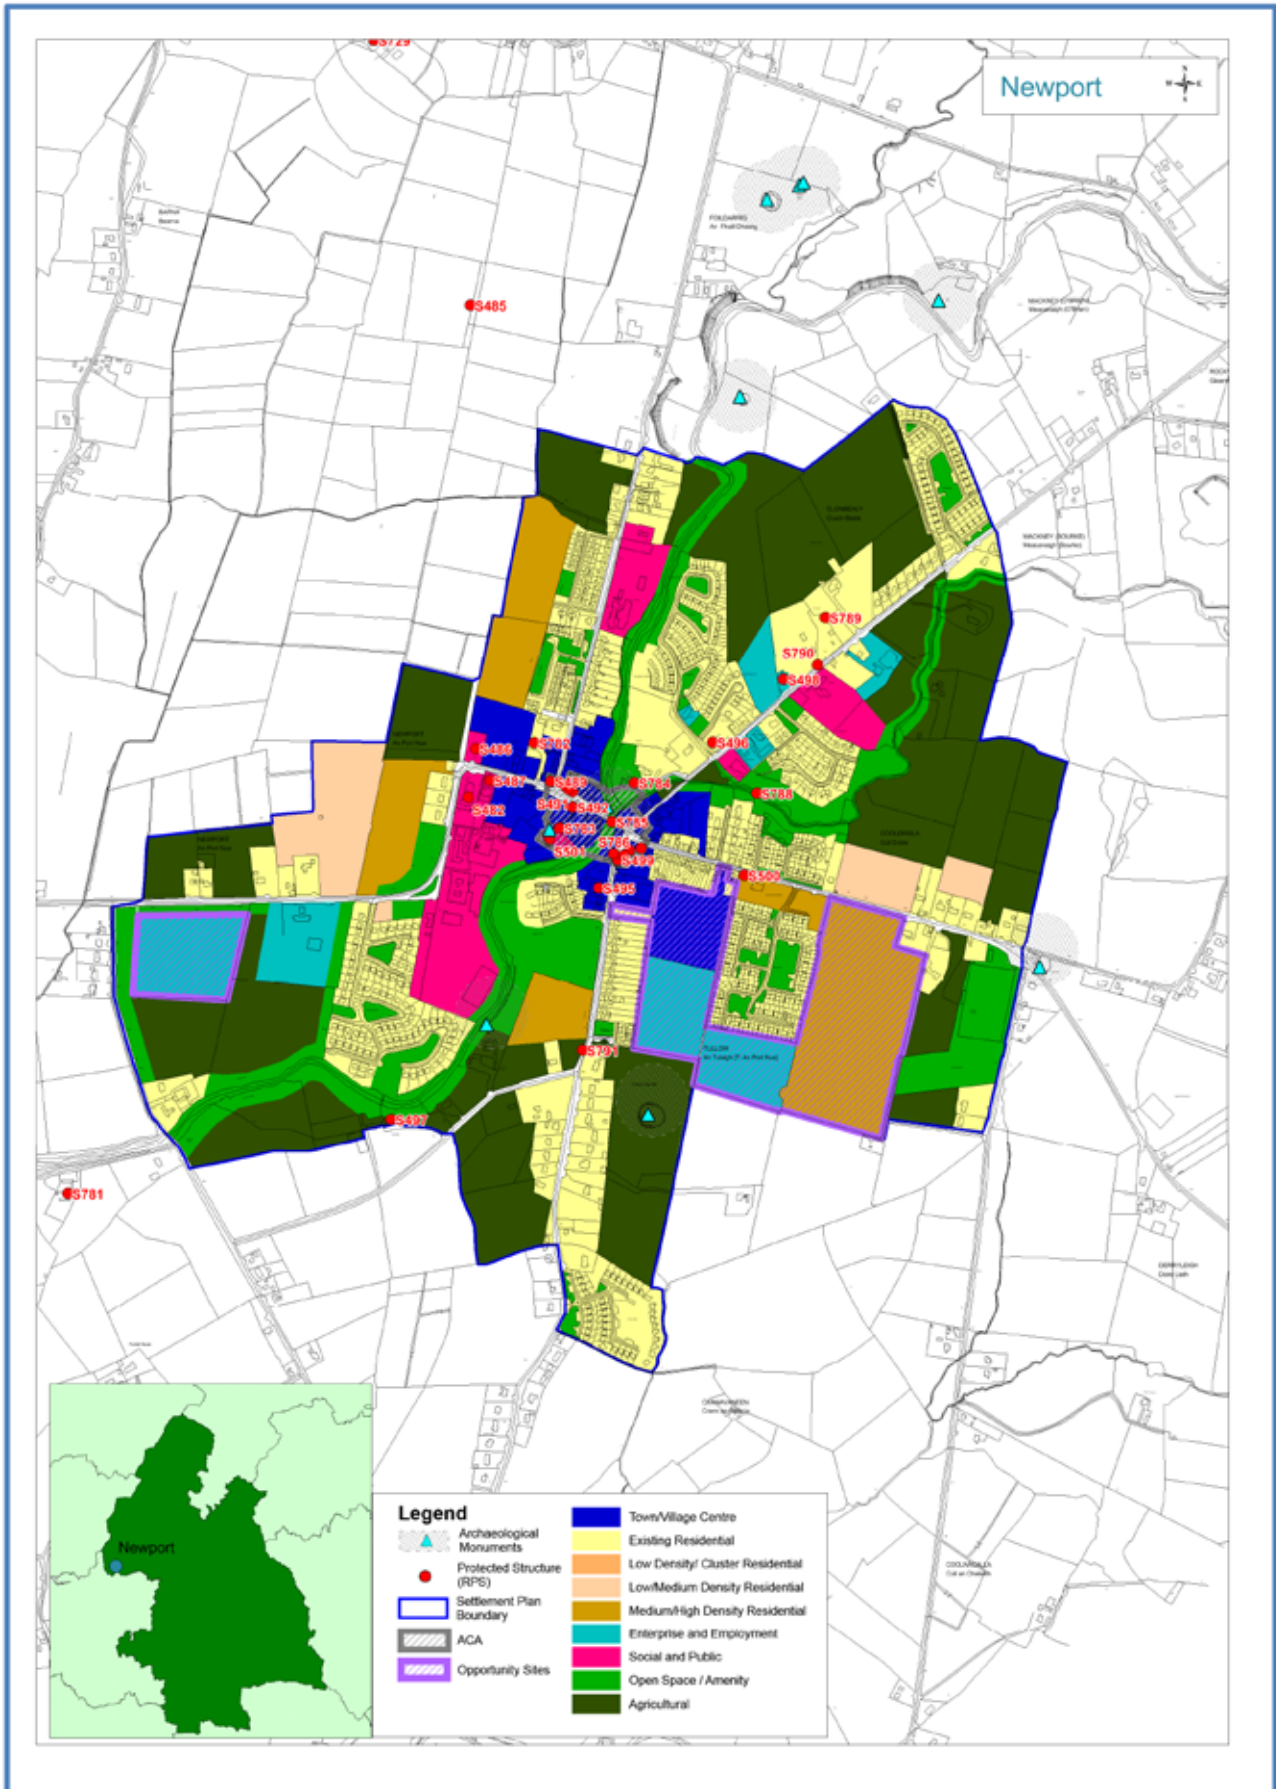 S729
Newport
N
W E
S
S485
S789
S790
S498
S496
S486
S782
S487
S489
S784
S788
S482
S491
S492
S783
S785
S501
S786
S499
S500
S495
TULLOW
S791
S497
S781
Newport
Legend
Archaeological
Monuments
Protected Structure
(RPS)
Settlement Plan
Boundary
ACA
Opportunity Sites
Town/Village Centre
Existing Residential
Low Density/ Cluster Residential
Low/Medium Density Residential
Medium/High Density Residential
Enterprise and Employment
Social and Public
Open Space / Amenity
Agricultural